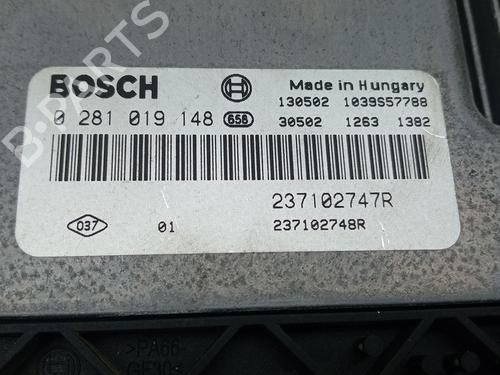 BOSCH Made in Hungary
130502 1039S57788
0 281 019 148 658 30502 1263 1382
237102747R
037 01 237102748R
B-PARTS
>PA66-
GF30<